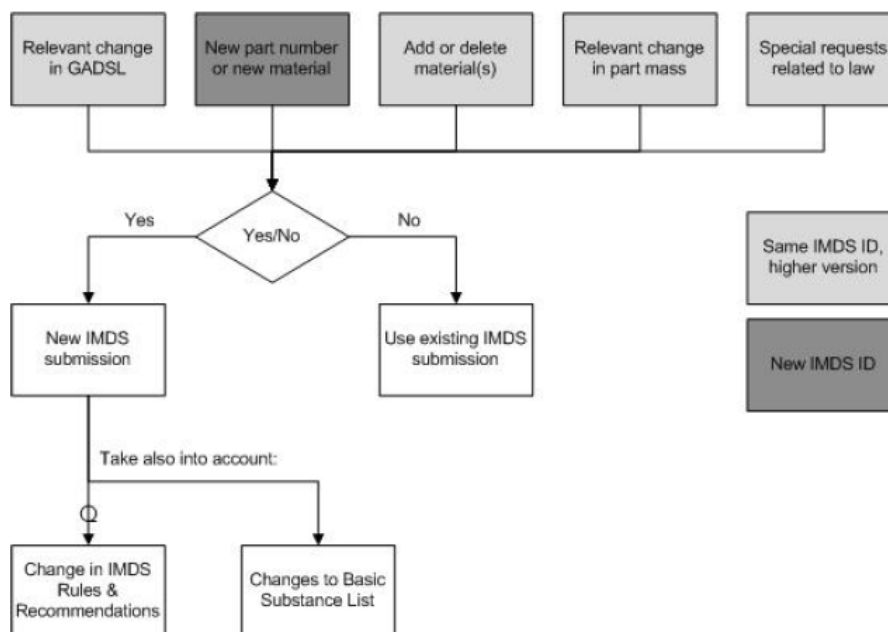 Relevant change
in GADSL
New part number
or new material
Add or delete
material(s)
Relevant change
in part mass
Special requests
related to law
Yes
Yes/No
No
Same IMDS ID,
higher version
New IMDS
submission
Use existing IMDS
submission
New IMDS ID
Take also into account:
Change in IMDS
Rules &
Recommendations
Changes to Basic
Substance List